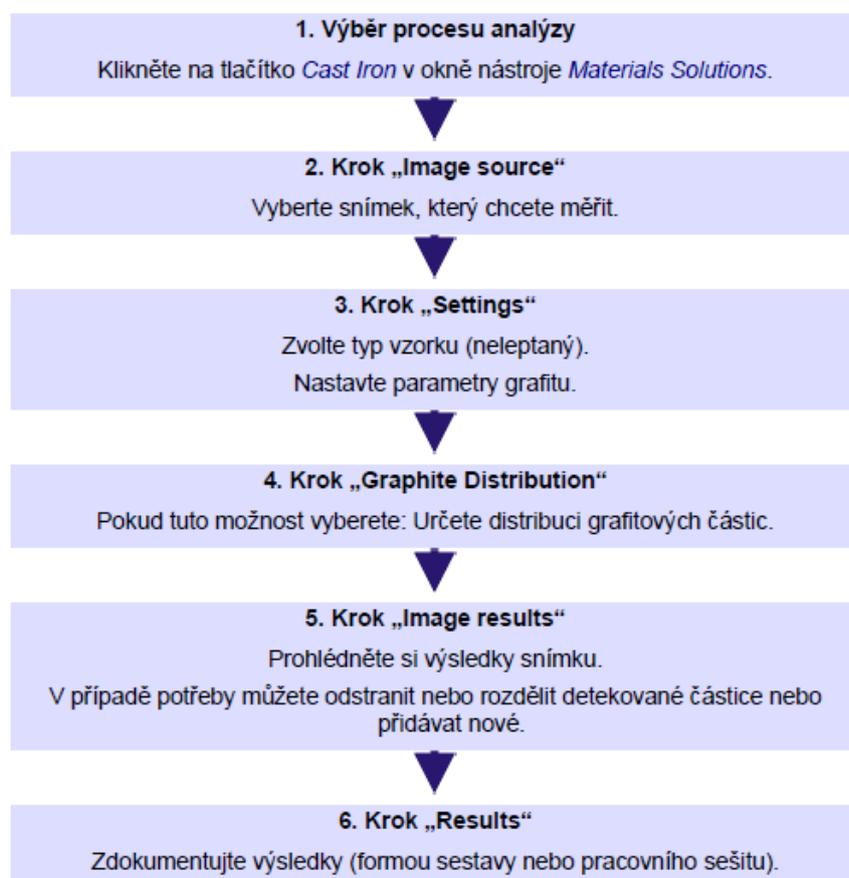 1. Výběr procesu analýzy
Klikněte na tlačítko Cast Iron v okně nástroje Materials Solutions.
2. Krok „Image source“
Vyberte snímek, který chcete měřit.
3. Krok „Settings“
Zvolte typ vzorku (neleptaný).
Nastavte parametry grafitu.
4. Krok „Graphite Distribution“
Pokud tuto možnost vyberete: Určete distribuci grafitových částic.
5. Krok „Image results“
Prohlédněte si výsledky snímku.
V případě potřeby můžete odstranit nebo rozdělit detekované částice nebo
přidávat nové.
6. Krok „Results“
Zdokumentujte výsledky (formou sestavy nebo pracovního sešitu).